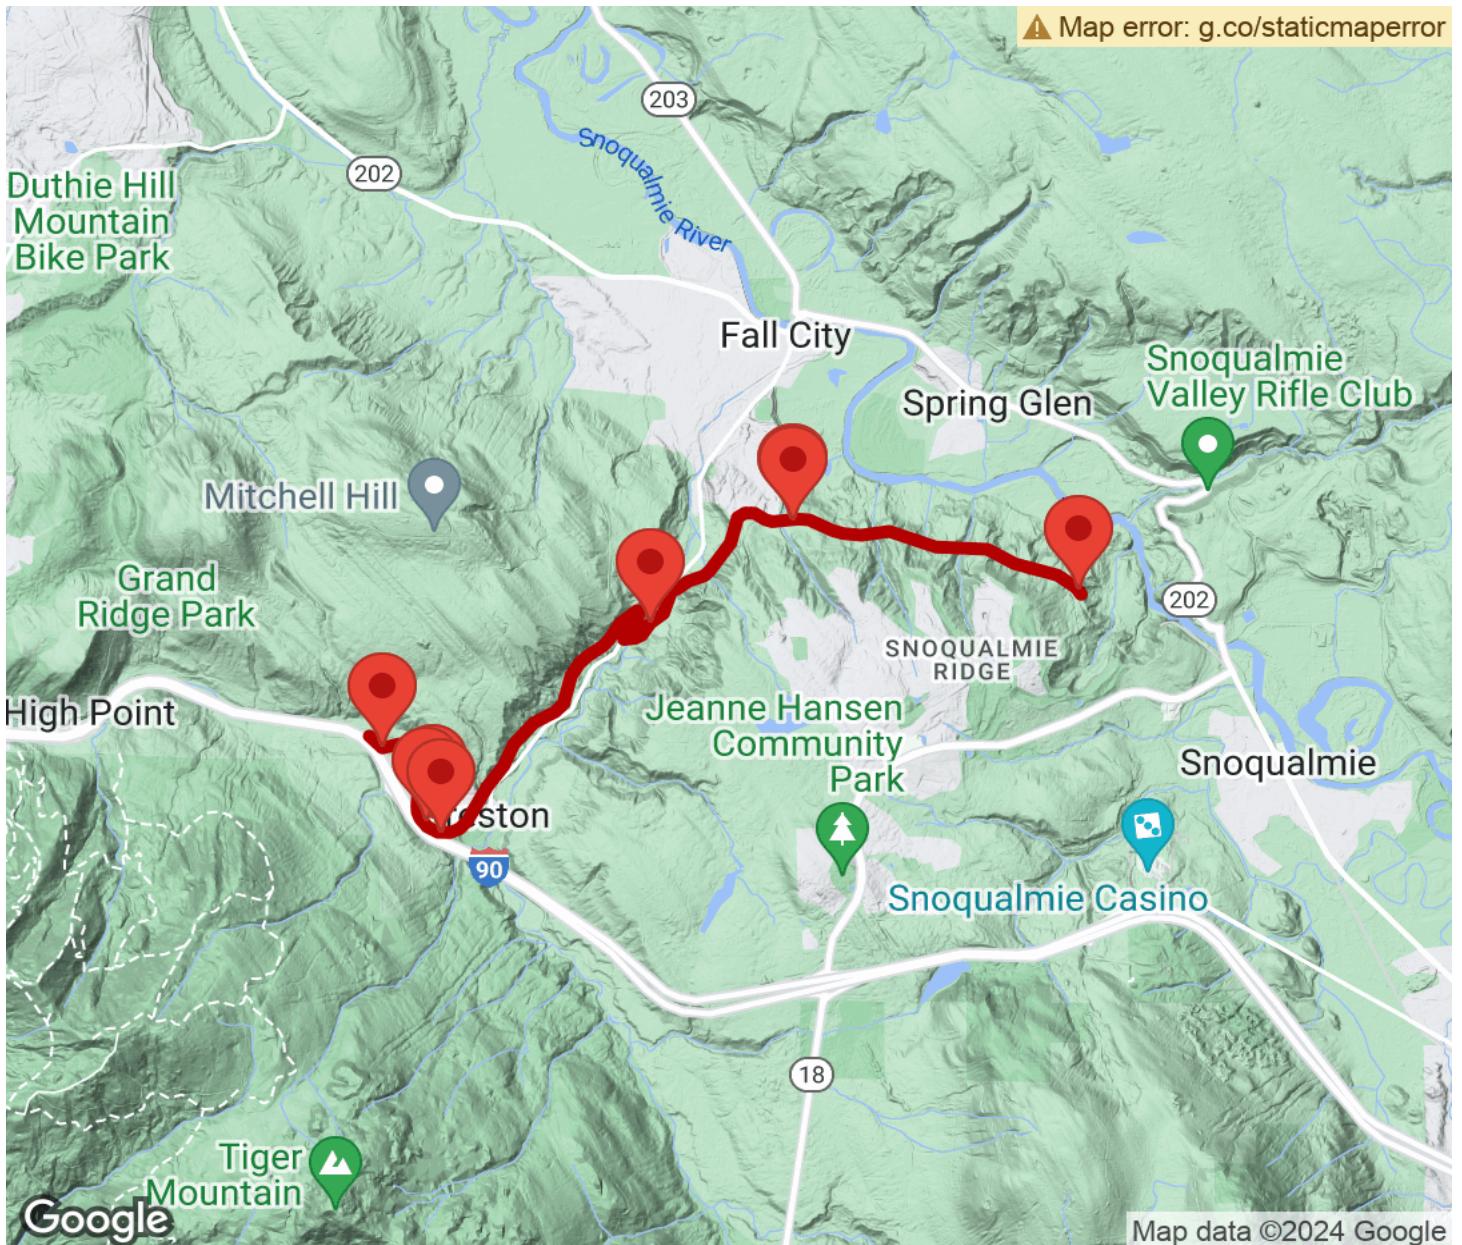 Map error: g.co/staticmaperror
203
Snoqualmie River
202
Duthie Hill
Mountain
Bike Park
Fall City
Snoqualmie
Valley Rifle Club
Spring Glen
Mitchell Hill
Grand
Ridge Park
202
SNOQUALMIE
RIDGE
High Point
Jeanne Hansen
Community
Park
Snoqualmie
eston
90
Snoqualmie Casino
18
Tiger
Mountain
Google
Map data ©2024 Google